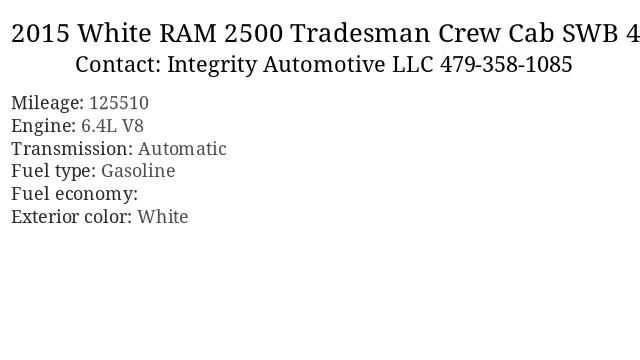 2015 White RAM 2500 Tradesman Crew Cab SWB 4
Contact: Integrity Automotive LLC 479-358-1085
Mileage: 125510
Engine: 6.4L V8
Transmission: Automatic
Fuel type: Gasoline
Fuel economy:
Exterior color: White